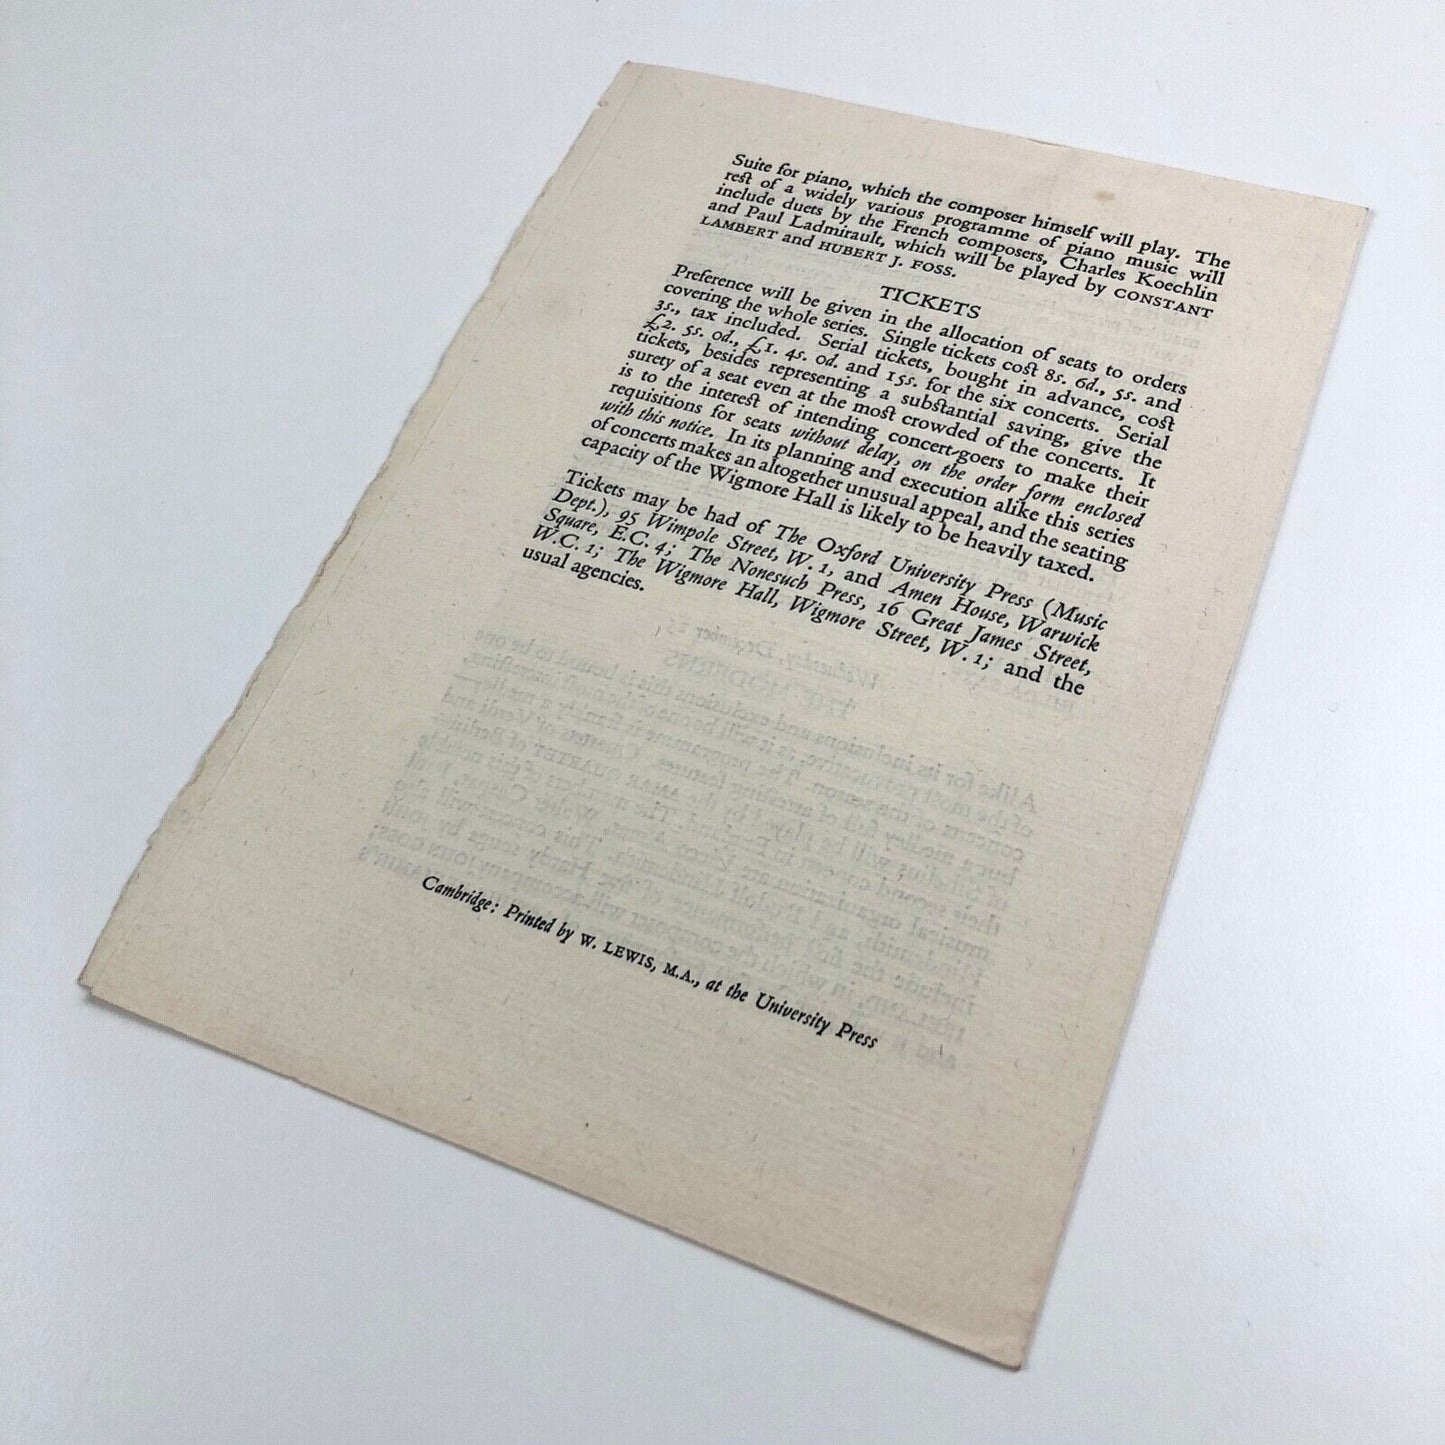 Suite for piano, which the composer himself will play. The
rest of a widely various programme of piano music will
include duets by the French composers, Charles Koechlin
and Paul Ladmirault, which will be played by CONSTANT
LAMBERT and HUBERT J. FOSS.
TICKETS
Preference will be given in the allocation of seats to orders
covering the whole series. Single tickets cost 8s. 6d., 5s. and
3s., tax included. Serial tickets, bought in advance, cost
£2. 5s. 0d., £1. 4s. 0d. and 15s. for the six concerts. Serial
tickets, besides representing a substantial saving, give the
surety of a seat even at the most crowded of the concerts. It
is to the interest of intending concert-goers to make their
requisitions for seats without delay, on the order form enclosed
with this notice. In its planning and execution alike this series
of concerts makes an altogether unusual appeal, and the seating
capacity of the Wigmore Hall is likely to be heavily taxed.
Tickets may be had of The Oxford University Press (Music
Dept.), 95 Wimpole Street, W. 1, and Amen House, Warwick
Square, E.C. 4; The Nonesuch Press, 16 Great James Street,
W.C. 1; The Wigmore Hall, Wigmore Street, W. 1; and the
usual agencies.
Cambridge: Printed by W. LEWIS, M.A., at the University Press